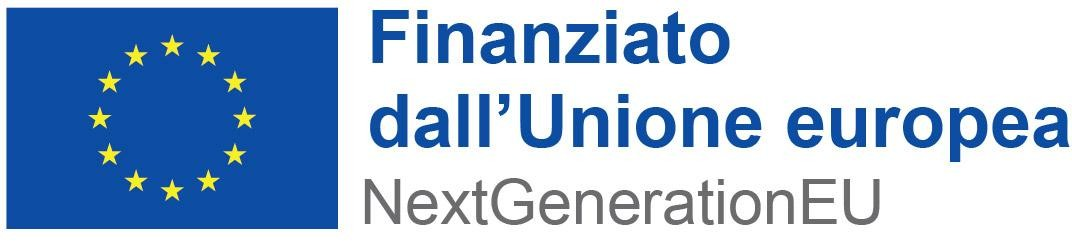 Finanziato
dall’Unione europea
NextGenerationEU